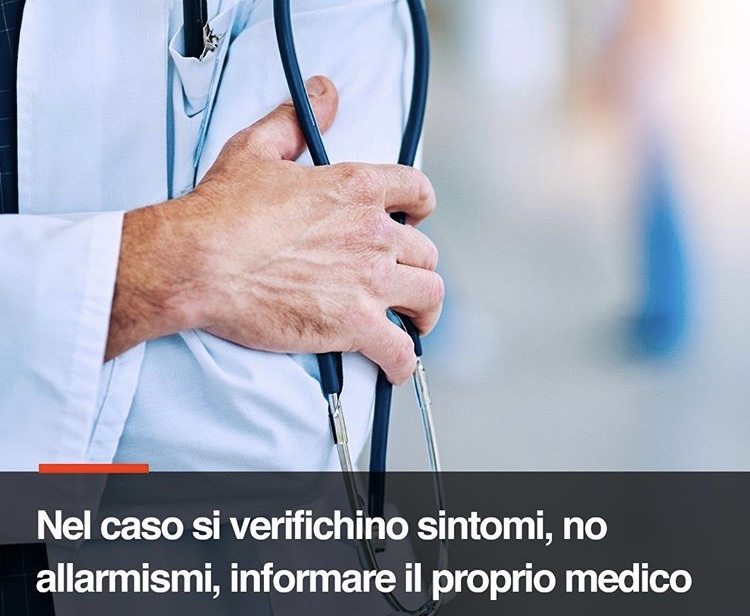 Nel caso si verifichino sintomi, no
allarmismi, informare il proprio medico